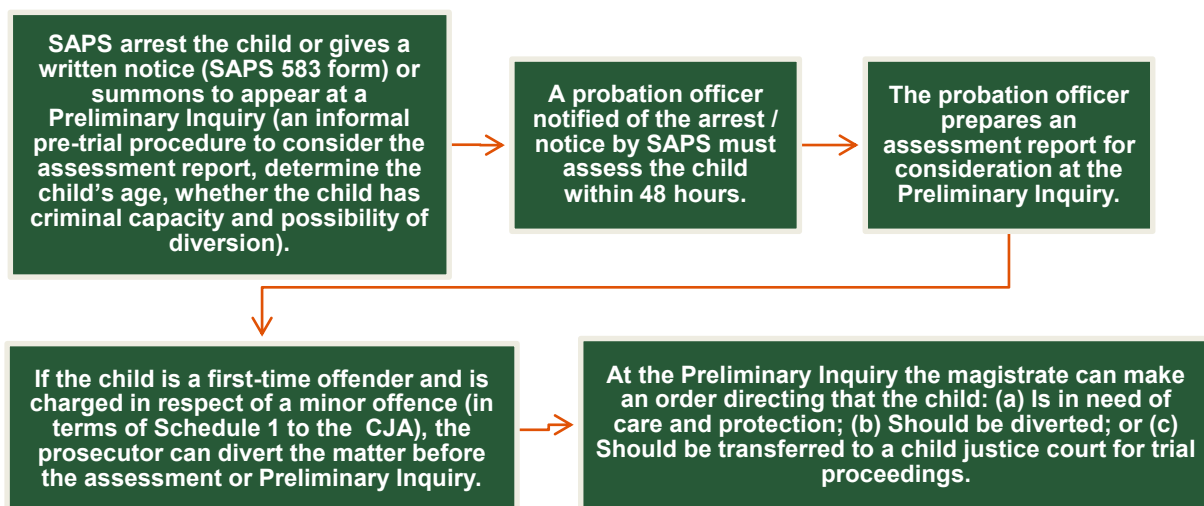 SAPS arrest the child or gives a
written notice (SAPS 583 form) or
summons to appear at a
Preliminary Inquiry (an informal
pre-trial procedure to consider the
assessment report, determine the
child’s age, whether the child has
criminal capacity and possibility of
diversion).
A probation officer
notified of the arrest /
notice by SAPS must
assess the child
within 48 hours.
The probation officer
prepares an
assessment report for
consideration at the
Preliminary Inquiry.
If the child is a first-time offender and is
charged in respect of a minor offence (in
terms of Schedule 1 to the CJA), the
prosecutor can divert the matter before
the assessment or Preliminary Inquiry.
At the Preliminary Inquiry the magistrate can make
an order directing that the child: (a) Is in need of
care and protection; (b) Should be diverted; or (c)
Should be transferred to a child justice court for trial
proceedings.